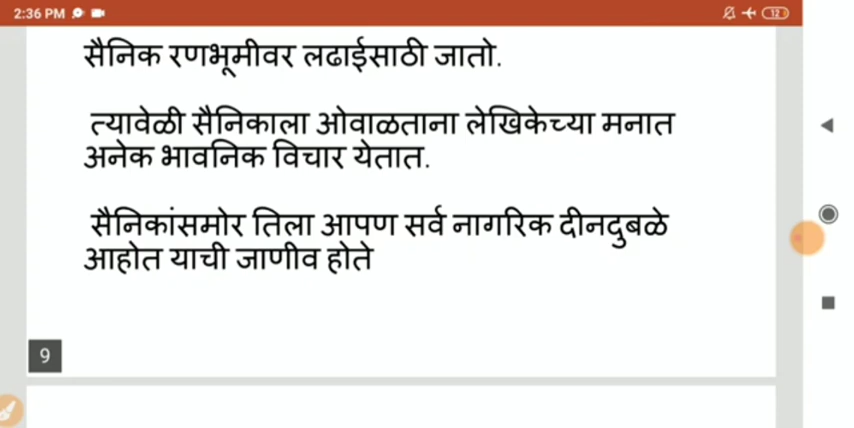 2:36 PM
12
सैनिक रणभूमीवर लढाईसाठी जातो.
त्यावेळी सैनिकाला ओवाळताना लेखिकेच्या मनात
अनेक भावनिक विचार येतात.
सैनिकांसमोर तिला आपण सर्व नागरिक दीनदुबळे
आहोत याची जाणीव होते
9